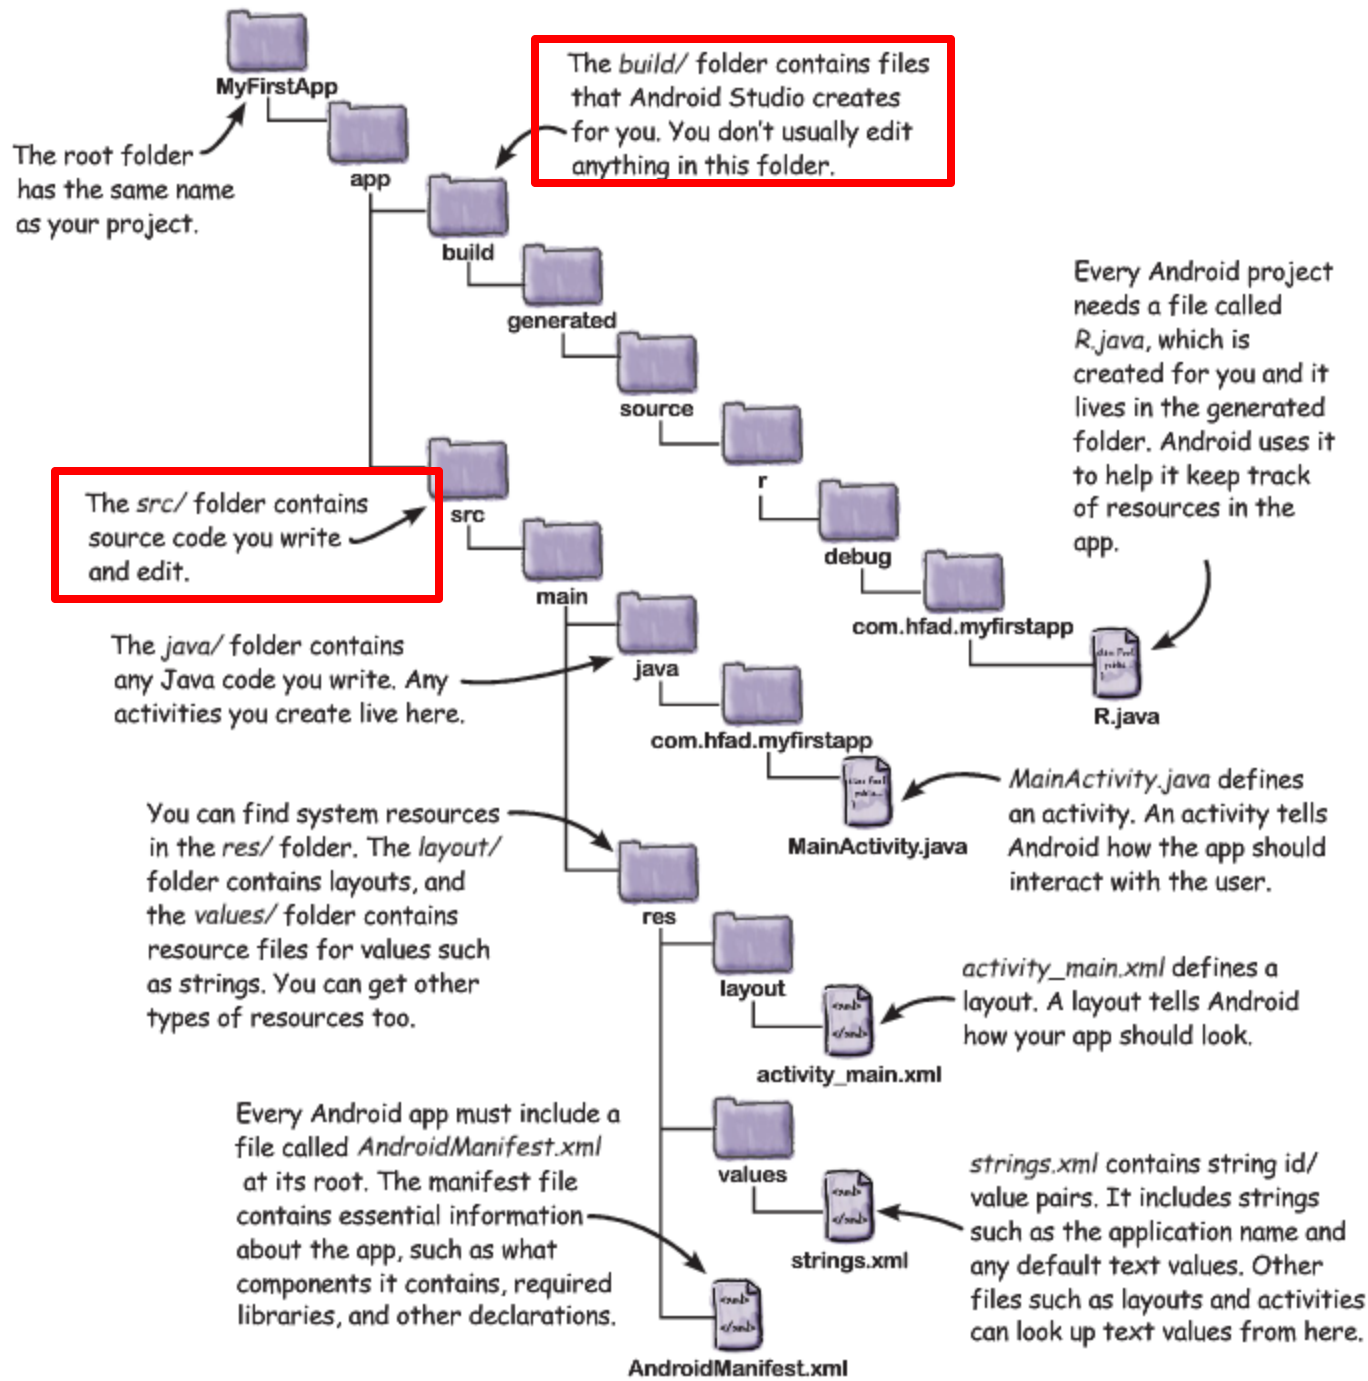 MyFirstApp
The build/ folder contains files
that Android Studio creates
for you. You don't usually edit
anything in this folder.
The root folder
has the same name
as your project.
app
build
generated
source
r
debug
com.hfad.myfirstapp
R.java
Every Android project
needs a file called
R.java, which is
created for you and it
lives in the generated
folder. Android uses it
to help it keep track
of resources in the
app.
The src/ folder contains
source code you write
and edit.
src
main
The java/ folder contains
any Java code you write. Any
activities you create live here.
java
com.hfad.myfirstapp
MainActivity.java
MainActivity.java defines
an activity. An activity tells
Android how the app should
interact with the user.
You can find system resources
in the res/ folder. The layout/
folder contains layouts, and
the values/ folder contains
resource files for values such
as strings. You can get other
types of resources too.
res
layout
<xml>
</xml>
activity_main.xml
activity_main.xml defines a
layout. A layout tells Android
how your app should look.
values
<xml>
</xml>
strings.xml
strings.xml contains string id/
value pairs. It includes strings
such as the application name and
any default text values. Other
files such as layouts and activities
can look up text values from here.
Every Android app must include a
file called AndroidManifest.xml
at its root. The manifest file
contains essential information
about the app, such as what
components it contains, required
libraries, and other declarations.
<xml>
</xml>
AndroidManifest.xml